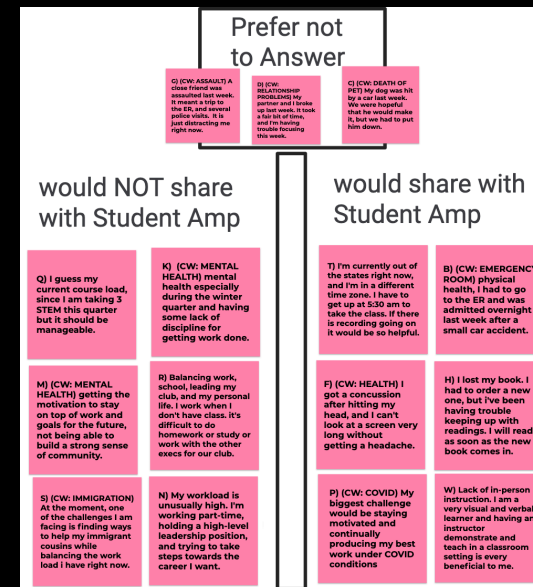 Prefer not
to Answer
G) (CW: ASSAULT) A
close friend was
assaulted last week.
It meant a trip to
the ER, and several
police visits. It is
just distracting me
right now.
D) (CW:
RELATIONSHIP
PROBLEMS) My
partner and I broke
up last week. It took
a fair bit of time,
and I'm having
trouble focusing
this week.
C) (CW: DEATH OF
PET) My dog was hit
by a car last week.
We were hopeful
that he would make
it, but we had to put
him down.
would NOT share
with Student Amp
would share with
Student Amp
Q) I guess my
current course load,
since I am taking 3
STEM this quarter
but it should be
manageable.
K) (CW: MENTAL
HEALTH) mental
health especially
during the winter
quarter and having
some lack of
discipline for
getting work done.
T) I'm currently out of
the states right now,
and I'm in a different
time zone. I have to
get up at 5:30 am to
take the class. If there
is recording going on
it would be so helpful.
B) (CW: EMERGENCY
ROOM) physical
health, I had to go
to the ER and was
admitted overnight
last week after a
small car accident.
M) (CW: MENTAL
HEALTH) getting the
motivation to stay
on top of work and
goals for the future,
not being able to
build a strong sense
of community.
R) Balancing work,
school, leading my
club, and my personal
life. I work when I
don't have class. it's
difficult to do
homework or study or
work with the other
execs for our club.
F) (CW: HEALTH) I
got a concussion
after hitting my
head, and I can't
look at a screen very
long without
getting a headache.
H) I lost my book. I
had to order a new
one, but i've been
having trouble
keeping up with
readings. I will read
as soon as the new
book comes in.
S) (CW: IMMIGRATION)
At the moment, one
of the challenges I am
facing is finding ways
to help my immigrant
cousins while
balancing the work
load i have right now.
N) My workload is
unusually high. I'm
working part-time,
holding a high-level
leadership position,
and trying to take
steps towards the
career I want.
P) (CW: COVID) My
biggest challenge
would be staying
motivated and
continually
producing my best
work under COVID
conditions
W) Lack of in-person
instruction. I am a
very visual and verbal
learner and having an
instructor
demonstrate and
teach in a classroom
setting is every
beneficial to me.